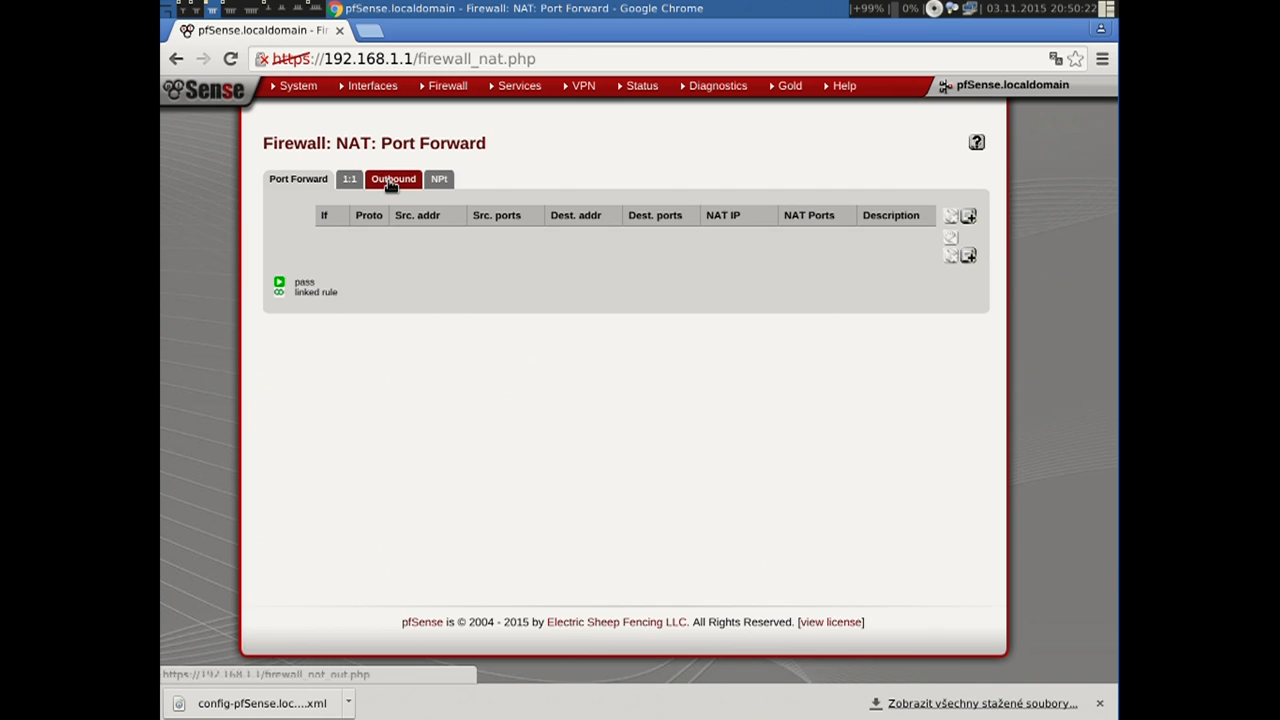 pfSense.localdomain - Firewall: NAT: Port Forward - Google Chrome
+99% 0% 03.11.2015 20:50:22
pfSense.localdomain - Fir
https://192.168.1.1/firewall_nat.php
Sense System Interfaces Firewall Services VPN Status Diagnostics Gold Help pfSense.localdomain
Firewall: NAT: Port Forward ?
Port Forward 1:1 Outbound NPt
If Proto Src. addr Src. ports Dest. addr Dest. ports NAT IP NAT Ports Description
pass
linked rule
pfSense is © 2004 - 2015 by Electric Sheep Fencing LLC. All Rights Reserved. [view license]
https://192.168.1.1/firewall_nat_out.php
config-pfSense.loc....xml Zobrazit všechny stažené soubory...